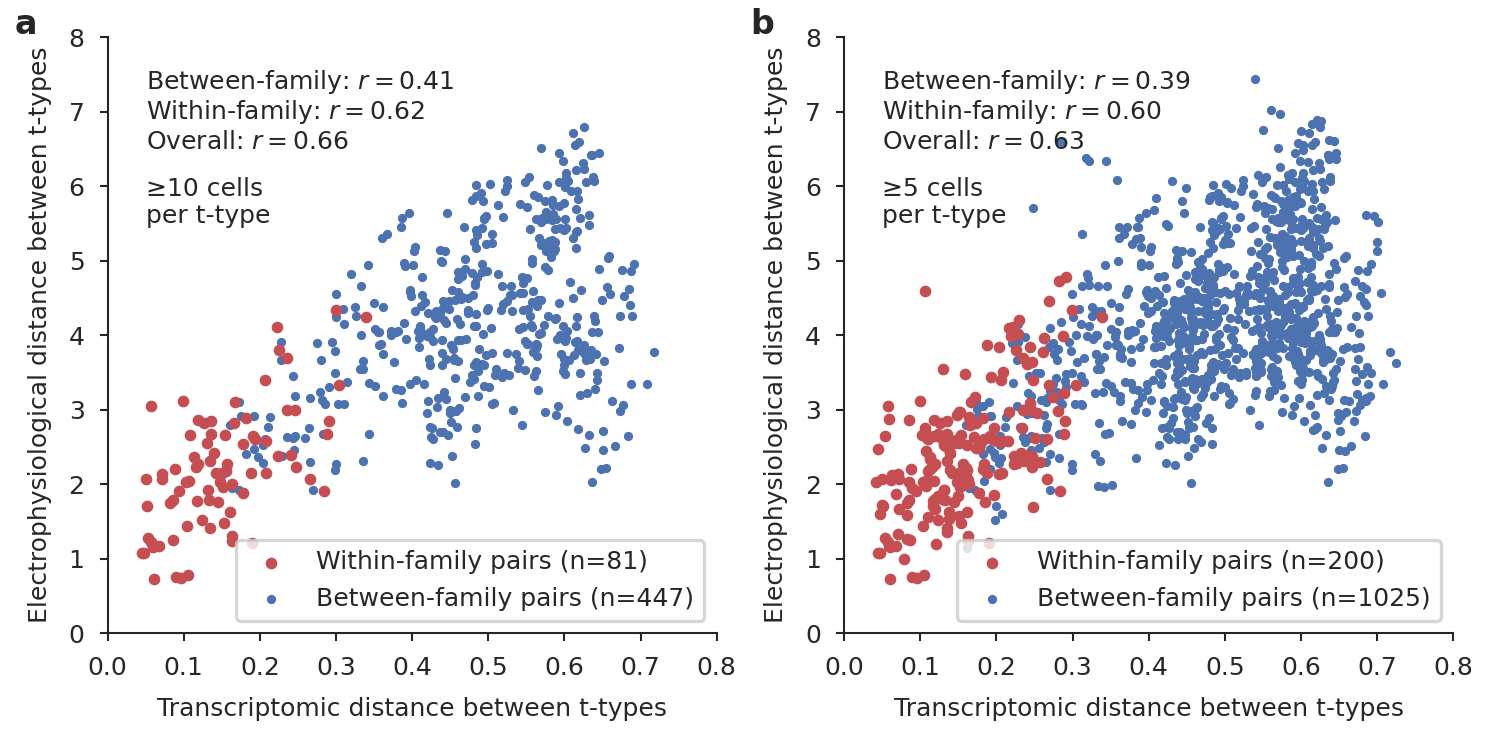 a
Between-family: r = 0.41
Within-family: r = 0.62
Overall: r = 0.66
≥10 cells
per t-type
Electrophysiological distance between t-types
8
7
6
5
4
3
2
1
0
Within-family pairs (n=81)
Between-family pairs (n=447)
0.0 0.1 0.2 0.3 0.4 0.5 0.6 0.7 0.8
Transcriptomic distance between t-types
b
Between-family: r = 0.39
Within-family: r = 0.60
Overall: r = 0.63
≥5 cells
per t-type
Electrophysiological distance between t-types
8
7
6
5
4
3
2
1
0
Within-family pairs (n=200)
Between-family pairs (n=1025)
0.0 0.1 0.2 0.3 0.4 0.5 0.6 0.7 0.8
Transcriptomic distance between t-types